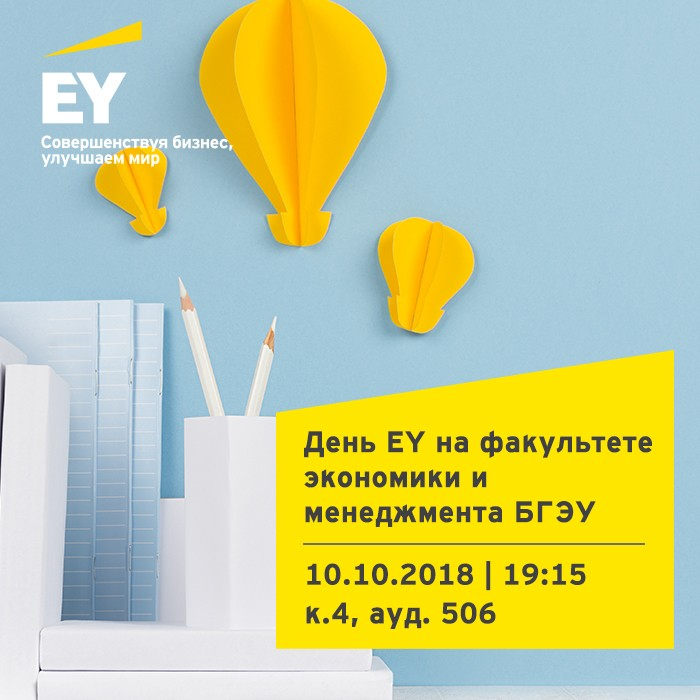 EY
Совершенствуя бизнес,
улучшаем мир
День EY на факультете
экономики и
менеджмента БГЭУ
10.10.2018 | 19:15
к.4, ауд. 506